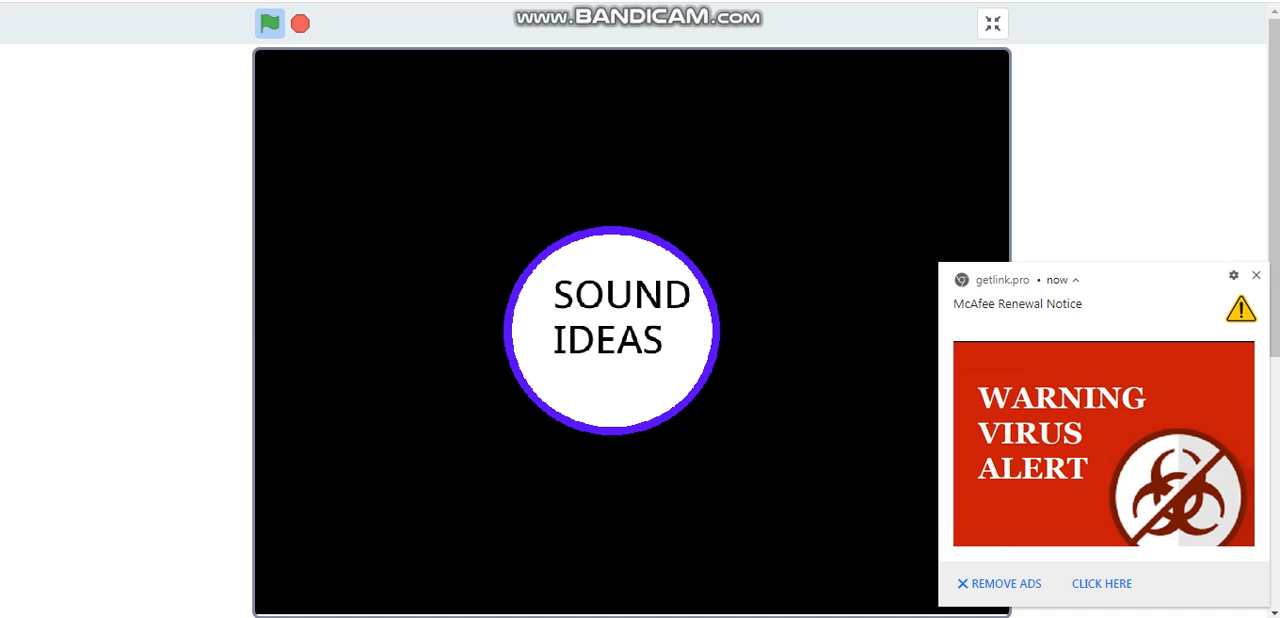 www.BANDICAM.com
SOUND
IDEAS
getlink.pro • now
McAfee Renewal Notice
WARNING
VIRUS
ALERT
REMOVE ADS
CLICK HERE